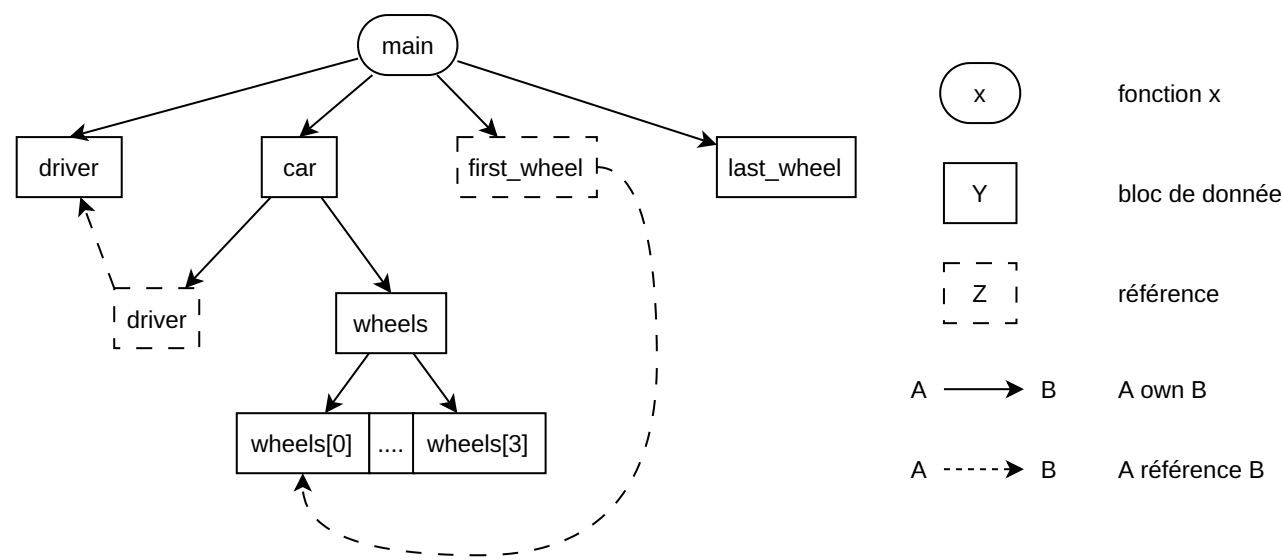 main
driver
car
first_wheel
last_wheel
driver
wheels
wheels[0]
....
wheels[3]
x fonction x
Y bloc de donnée
Z référence
A B A own B
A B A référence B